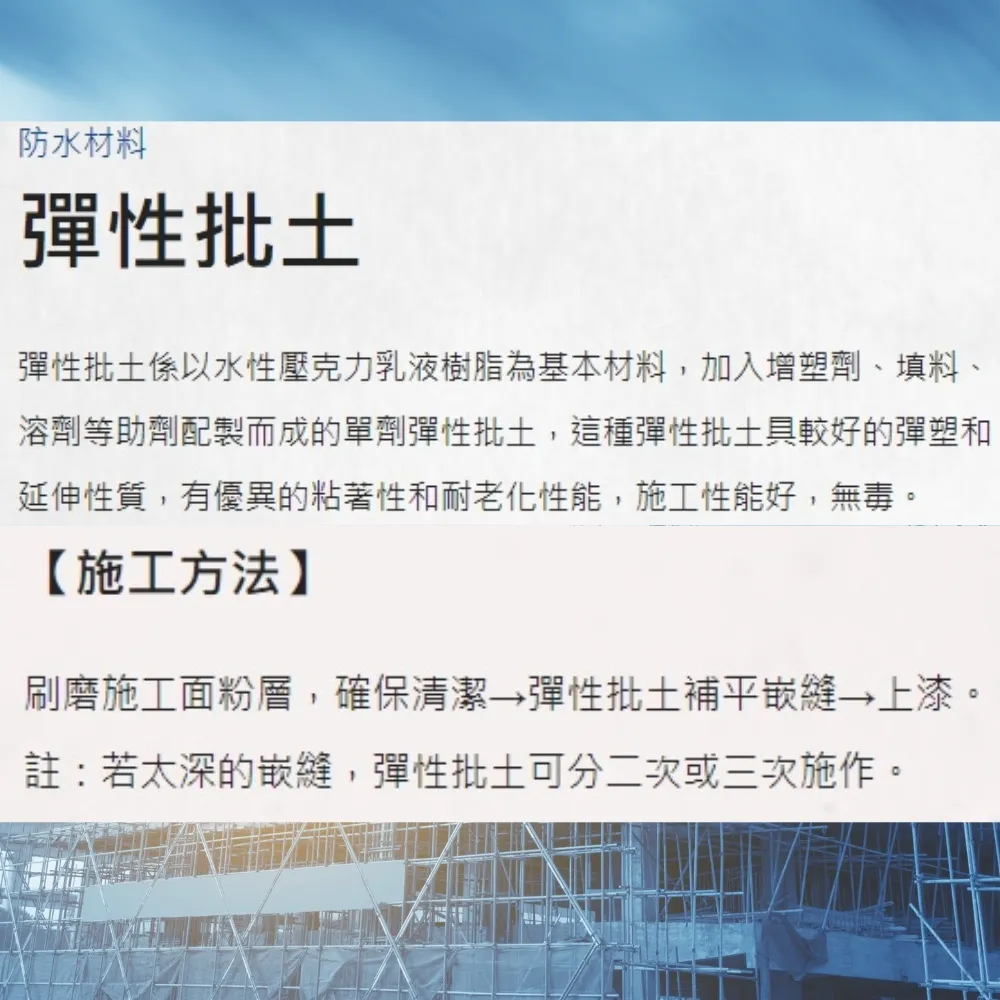 防水材料
彈性批土
彈性批土係以水性壓克力乳液樹脂為基本材料，加入增塑劑、填料、
溶劑等助劑配製而成的單劑彈性批土，這種彈性批土具較好的彈塑和
延伸性質，有優異的粘著性和耐老化性能，施工性能好，無毒。
【施工方法】
刷磨施工面粉層，確保清潔→彈性批土補平嵌縫→上漆。
註：若太深的嵌縫，彈性批土可分二次或三次施作。